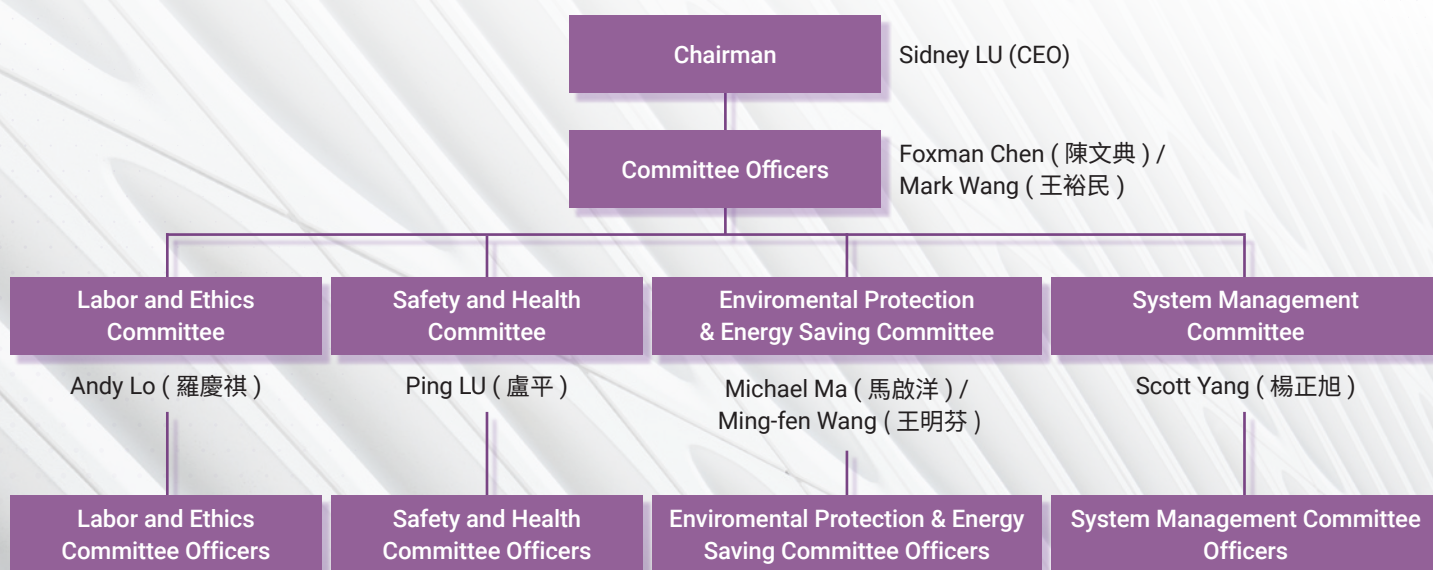 Chairman
Sidney LU (CEO)
Committee Officers
Foxman Chen ( 陳文典 ) /
Mark Wang ( 王裕民 )
Labor and Ethics
Committee
Safety and Health
Committee
Enviromental Protection
& Energy Saving Committee
System Management
Committee
Andy Lo ( 羅慶祺 )
Ping LU ( 盧平 )
Michael Ma ( 馬啟洋 ) /
Ming-fen Wang ( 王明芬 )
Scott Yang ( 楊正旭 )
Labor and Ethics
Committee Officers
Safety and Health
Committee Officers
Enviromental Protection & Energy
Saving Committee Officers
System Management Committee
Officers